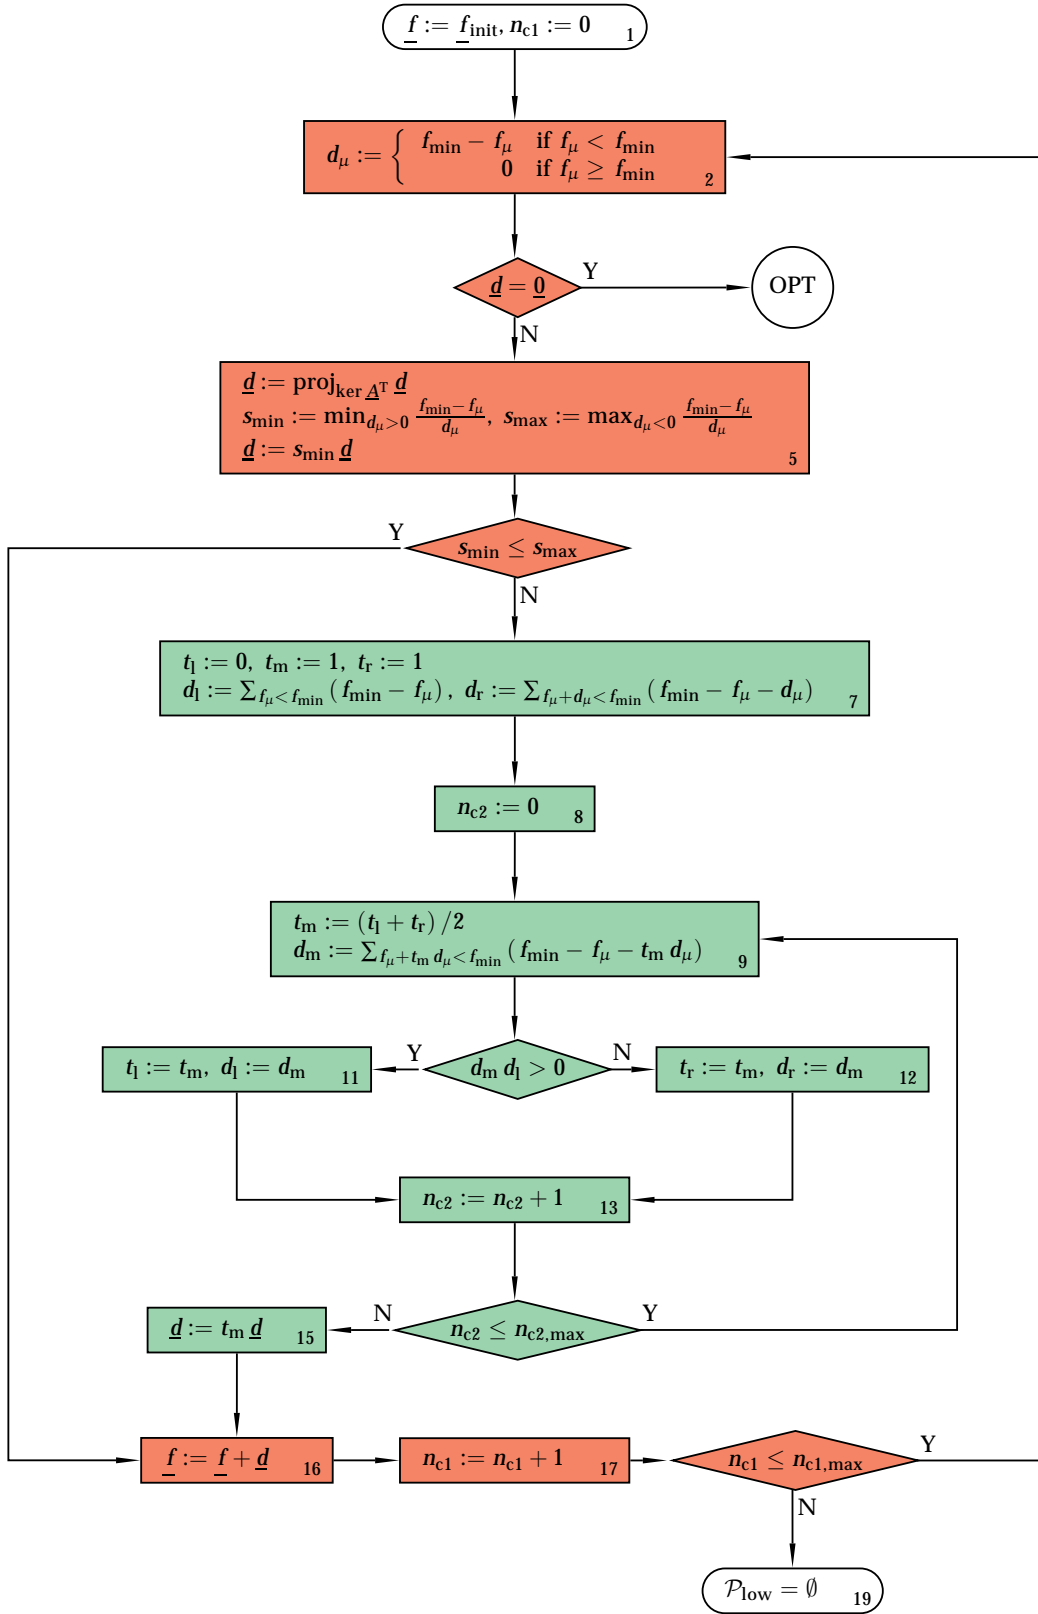 f := f_init, n_c1 := 0 1
d_μ := { f_min − f_μ if f_μ < f_min
0 if f_μ ≥ f_min 2
d = 0
Y
OPT
N
d := proj_ker A^T d
s_min := min_{d_μ>0} (f_min − f_μ)/d_μ, s_max := max_{d_μ<0} (f_min − f_μ)/d_μ
d := s_min d 5
Y
s_min ≤ s_max
N
t_l := 0, t_m := 1, t_r := 1
d_l := ∑_{f_μ<f_min} (f_min − f_μ), d_r := ∑_{f_μ+d_μ<f_min} (f_min − f_μ − d_μ) 7
n_c2 := 0 8
t_m := (t_l + t_r) /2
d_m := ∑_{f_μ+t_m d_μ<f_min} (f_min − f_μ − t_m d_μ) 9
Y
d_m d_l > 0
N
t_l := t_m, d_l := d_m 11
t_r := t_m, d_r := d_m 12
n_c2 := n_c2 + 1 13
N
n_c2 ≤ n_c2,max
Y
d := t_m d 15
f := f + d 16
n_c1 := n_c1 + 1 17
n_c1 ≤ n_c1,max
Y
N
𝒫_low = ∅ 19